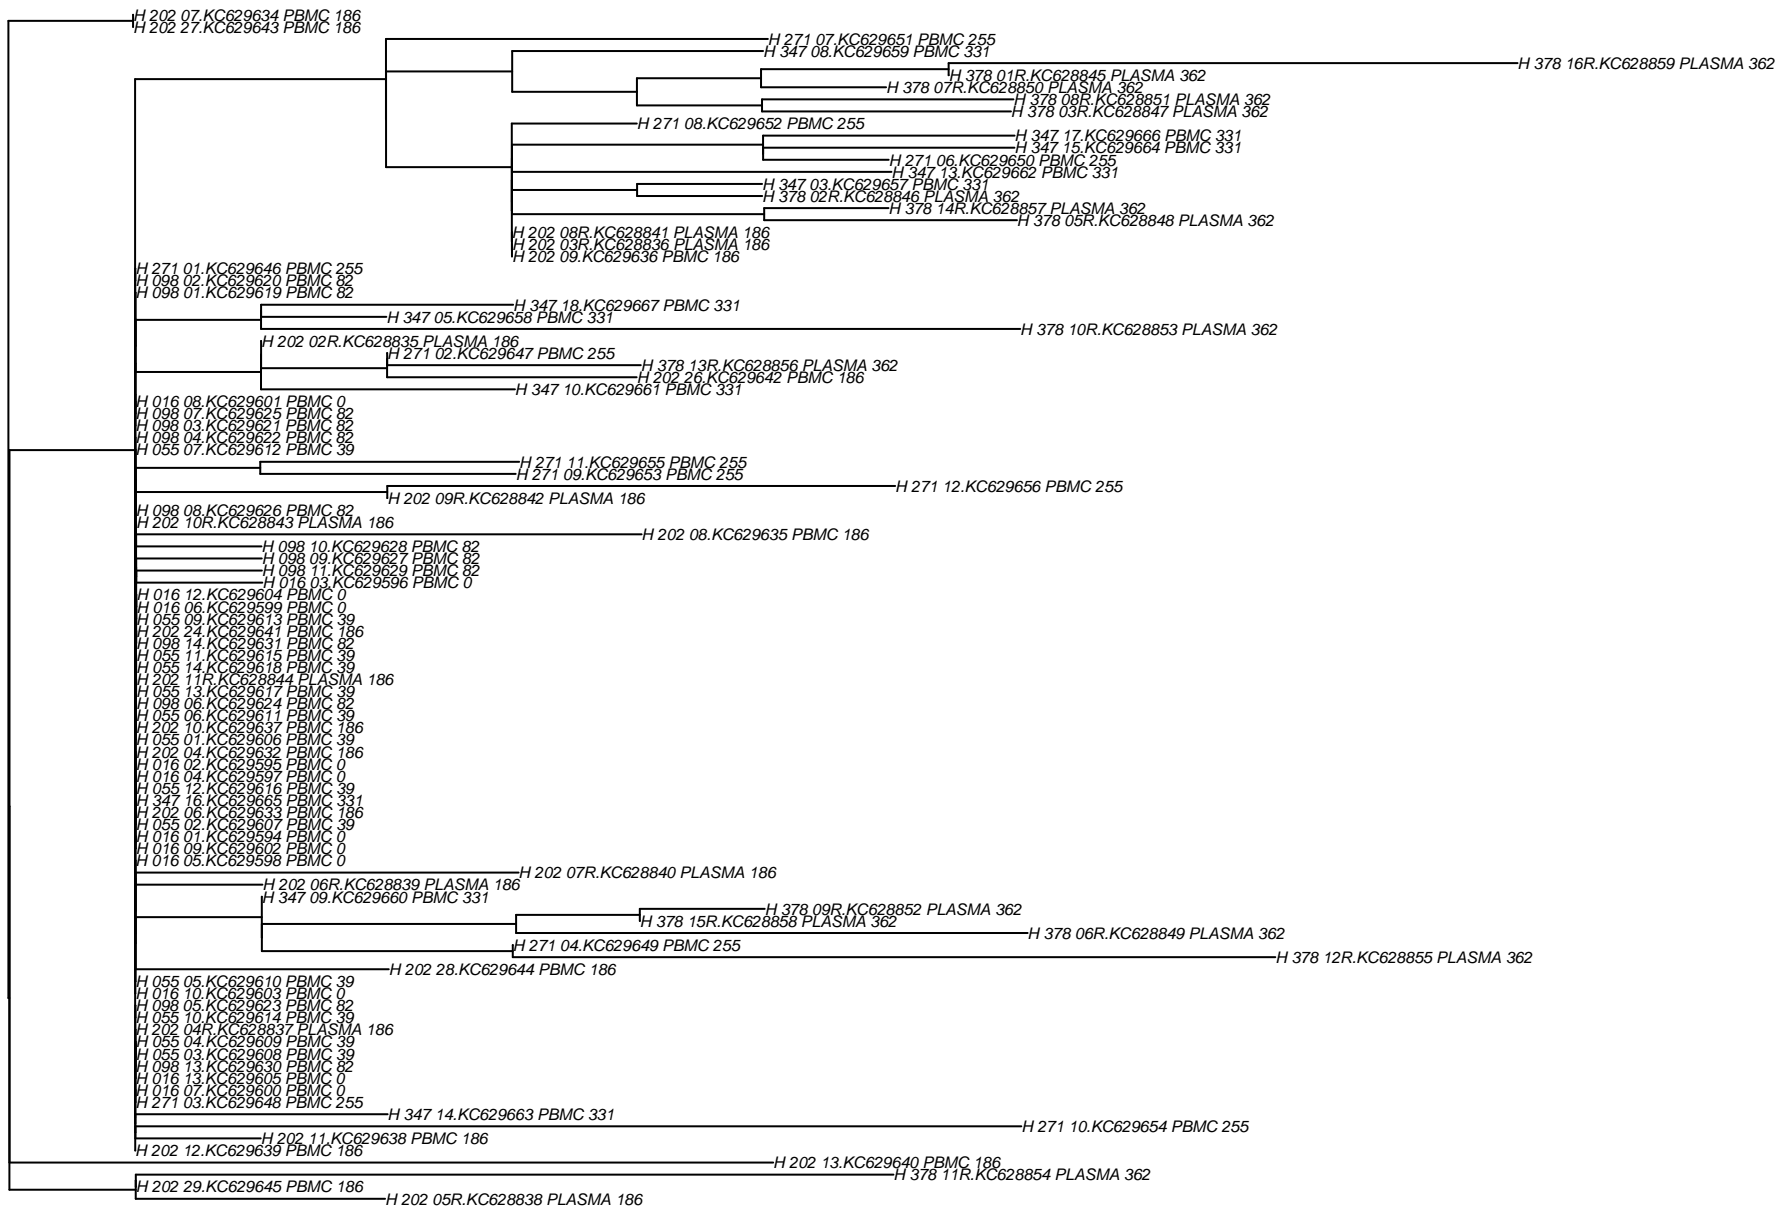 H 202 07.KC629634 PBMC 186
H 202 27.KC629643 PBMC 186
H 271 07.KC629651 PBMC 255
H 347 08.KC629659 PBMC 331
H 378 16R.KC628859 PLASMA 362
H 378 01R.KC628845 PLASMA 362
H 378 07R.KC628850 PLASMA 362
H 378 08R.KC628851 PLASMA 362
H 378 03R.KC628847 PLASMA 362
H 271 08.KC629652 PBMC 255
H 347 17.KC629666 PBMC 331
H 347 15.KC629664 PBMC 331
H 271 06.KC629650 PBMC 255
H 347 13.KC629662 PBMC 331
H 347 03.KC629657 PBMC 331
H 378 02R.KC628846 PLASMA 362
H 378 14R.KC628857 PLASMA 362
H 378 05R.KC628848 PLASMA 362
H 202 08R.KC628841 PLASMA 186
H 202 03R.KC628836 PLASMA 186
H 202 09.KC629636 PBMC 186
H 271 01.KC629646 PBMC 255
H 098 02.KC629620 PBMC 82
H 098 01.KC629619 PBMC 82
H 347 18.KC629667 PBMC 331
H 347 05.KC629658 PBMC 331
H 378 10R.KC628853 PLASMA 362
H 202 02R.KC628835 PLASMA 186
H 271 02.KC629647 PBMC 255
H 378 13R.KC628856 PLASMA 362
H 202 26.KC629642 PBMC 186
H 347 10.KC629661 PBMC 331
H 016 08.KC629601 PBMC 0
H 098 07.KC629625 PBMC 82
H 098 03.KC629621 PBMC 82
H 098 04.KC629622 PBMC 82
H 055 07.KC629612 PBMC 39
H 271 11.KC629655 PBMC 255
H 271 09.KC629653 PBMC 255
H 271 12.KC629656 PBMC 255
H 202 09R.KC628842 PLASMA 186
H 098 08.KC629626 PBMC 82
H 202 10R.KC628843 PLASMA 186
H 202 08.KC629635 PBMC 186
H 098 10.KC629628 PBMC 82
H 098 09.KC629627 PBMC 82
H 098 11.KC629629 PBMC 82
H 016 03.KC629596 PBMC 0
H 016 12.KC629604 PBMC 0
H 016 06.KC629599 PBMC 0
H 055 09.KC629613 PBMC 39
H 202 24.KC629641 PBMC 186
H 098 14.KC629631 PBMC 82
H 055 11.KC629615 PBMC 39
H 055 14.KC629618 PBMC 39
H 202 11R.KC628844 PLASMA 186
H 055 13.KC629617 PBMC 39
H 098 06.KC629624 PBMC 82
H 055 06.KC629611 PBMC 39
H 202 10.KC629637 PBMC 186
H 055 01.KC629606 PBMC 39
H 202 04.KC629632 PBMC 186
H 016 02.KC629595 PBMC 0
H 016 04.KC629597 PBMC 0
H 055 12.KC629616 PBMC 39
H 347 16.KC629665 PBMC 331
H 202 06.KC629633 PBMC 186
H 055 02.KC629607 PBMC 39
H 016 01.KC629594 PBMC 0
H 016 09.KC629602 PBMC 0
H 016 05.KC629598 PBMC 0
H 202 07R.KC628840 PLASMA 186
H 202 06R.KC628839 PLASMA 186
H 347 09.KC629660 PBMC 331
H 378 09R.KC628852 PLASMA 362
H 378 15R.KC628858 PLASMA 362
H 378 06R.KC628849 PLASMA 362
H 271 04.KC629649 PBMC 255
H 378 12R.KC628855 PLASMA 362
H 202 28.KC629644 PBMC 186
H 055 05.KC629610 PBMC 39
H 016 10.KC629603 PBMC 0
H 098 05.KC629623 PBMC 82
H 055 10.KC629614 PBMC 39
H 202 04R.KC628837 PLASMA 186
H 055 04.KC629609 PBMC 39
H 055 03.KC629608 PBMC 39
H 098 13.KC629630 PBMC 82
H 016 13.KC629605 PBMC 0
H 016 07.KC629600 PBMC 0
H 271 03.KC629648 PBMC 255
H 347 14.KC629663 PBMC 331
H 271 10.KC629654 PBMC 255
H 202 11.KC629638 PBMC 186
H 202 12.KC629639 PBMC 186
H 202 13.KC629640 PBMC 186
H 378 11R.KC628854 PLASMA 362
H 202 29.KC629645 PBMC 186
H 202 05R.KC628838 PLASMA 186